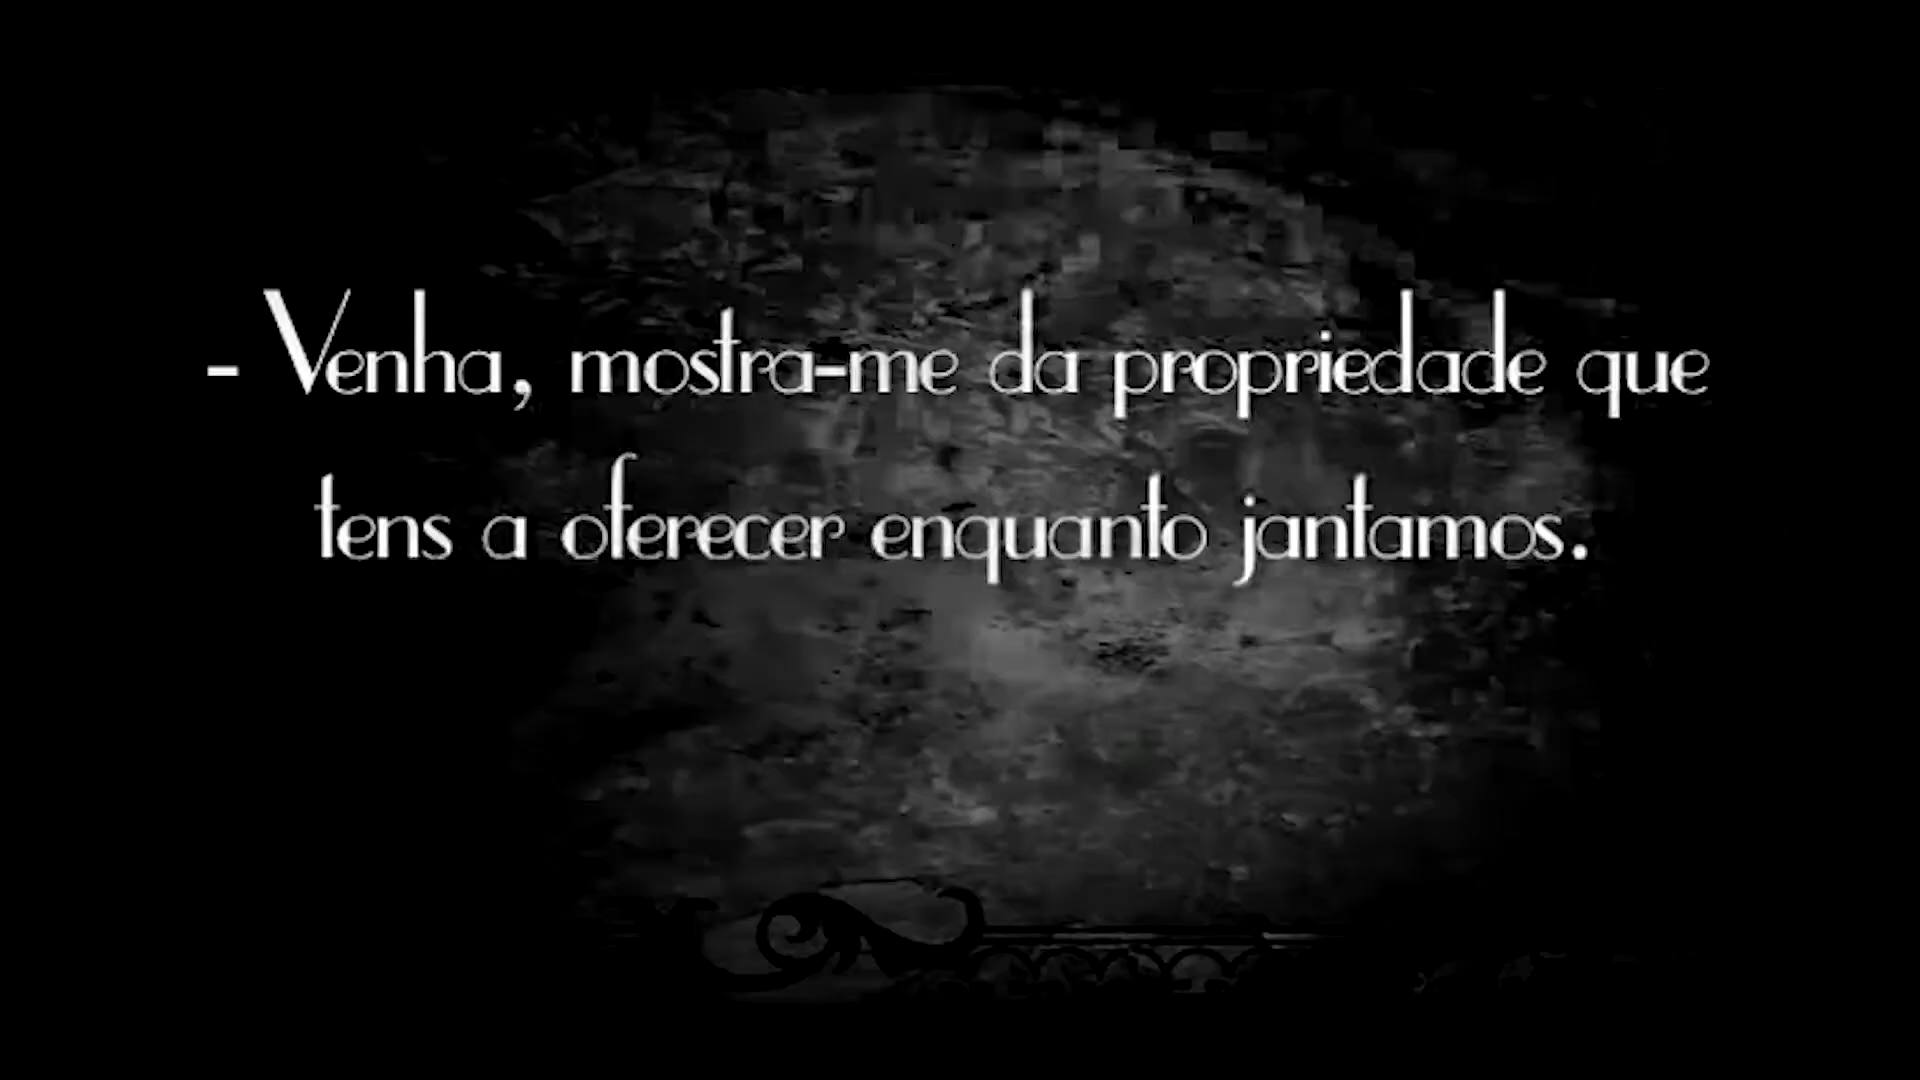 - Venha, mostra-me da propriedade que
tens a oferecer enquanto jantamos.